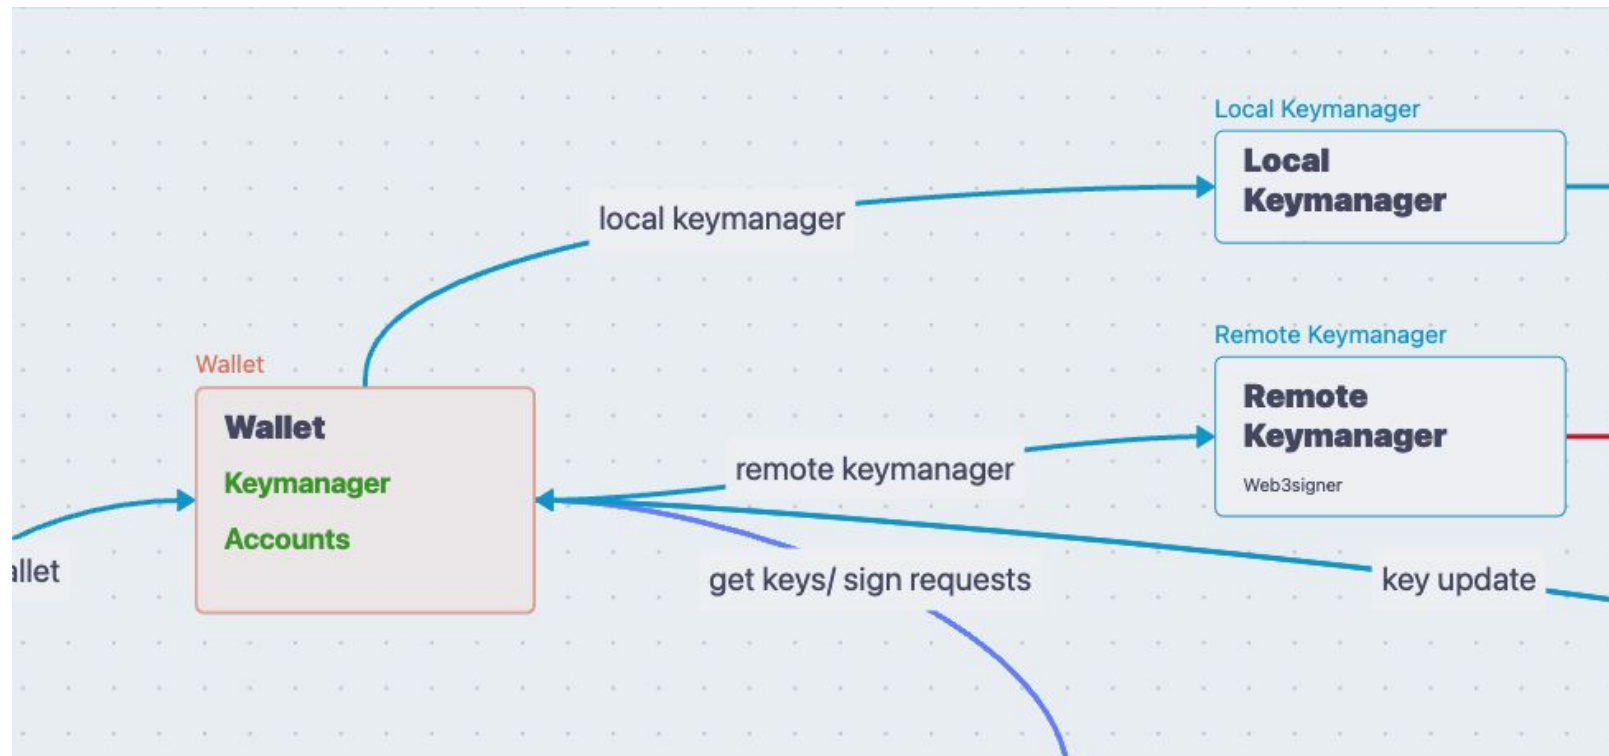 Local Keymanager
Local
Keymanager
local keymanager
Remote Keymanager
Wallet
Remote
Keymanager
Wallet
remote keymanager
Keymanager
Web3signer
Accounts
allet
get keys/ sign requests
key update